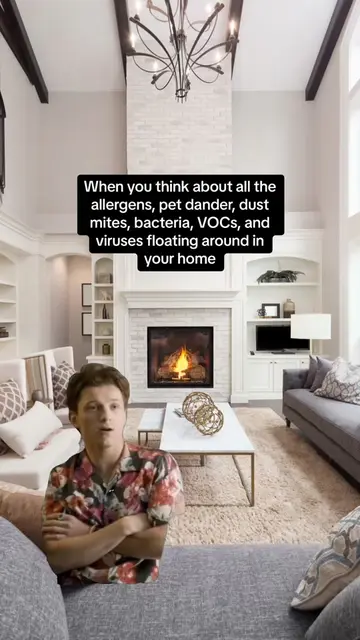 When you think about all the
allergens, pet dander, dust
mites, bacteria, VOCs, and
viruses floating around in
your home